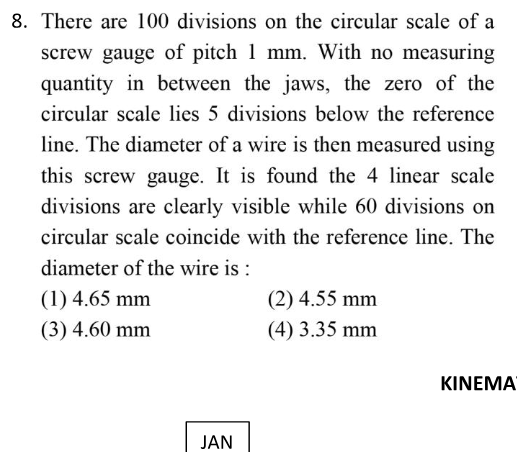 8. There are 100 divisions on the circular scale of a
screw gauge of pitch 1 mm. With no measuring
quantity in between the jaws, the zero of the
circular scale lies 5 divisions below the reference
line. The diameter of a wire is then measured using
this screw gauge. It is found the 4 linear scale
divisions are clearly visible while 60 divisions on
circular scale coincide with the reference line. The
diameter of the wire is :
(1) 4.65 mm (2) 4.55 mm
(3) 4.60 mm (4) 3.35 mm
KINEMA
JAN